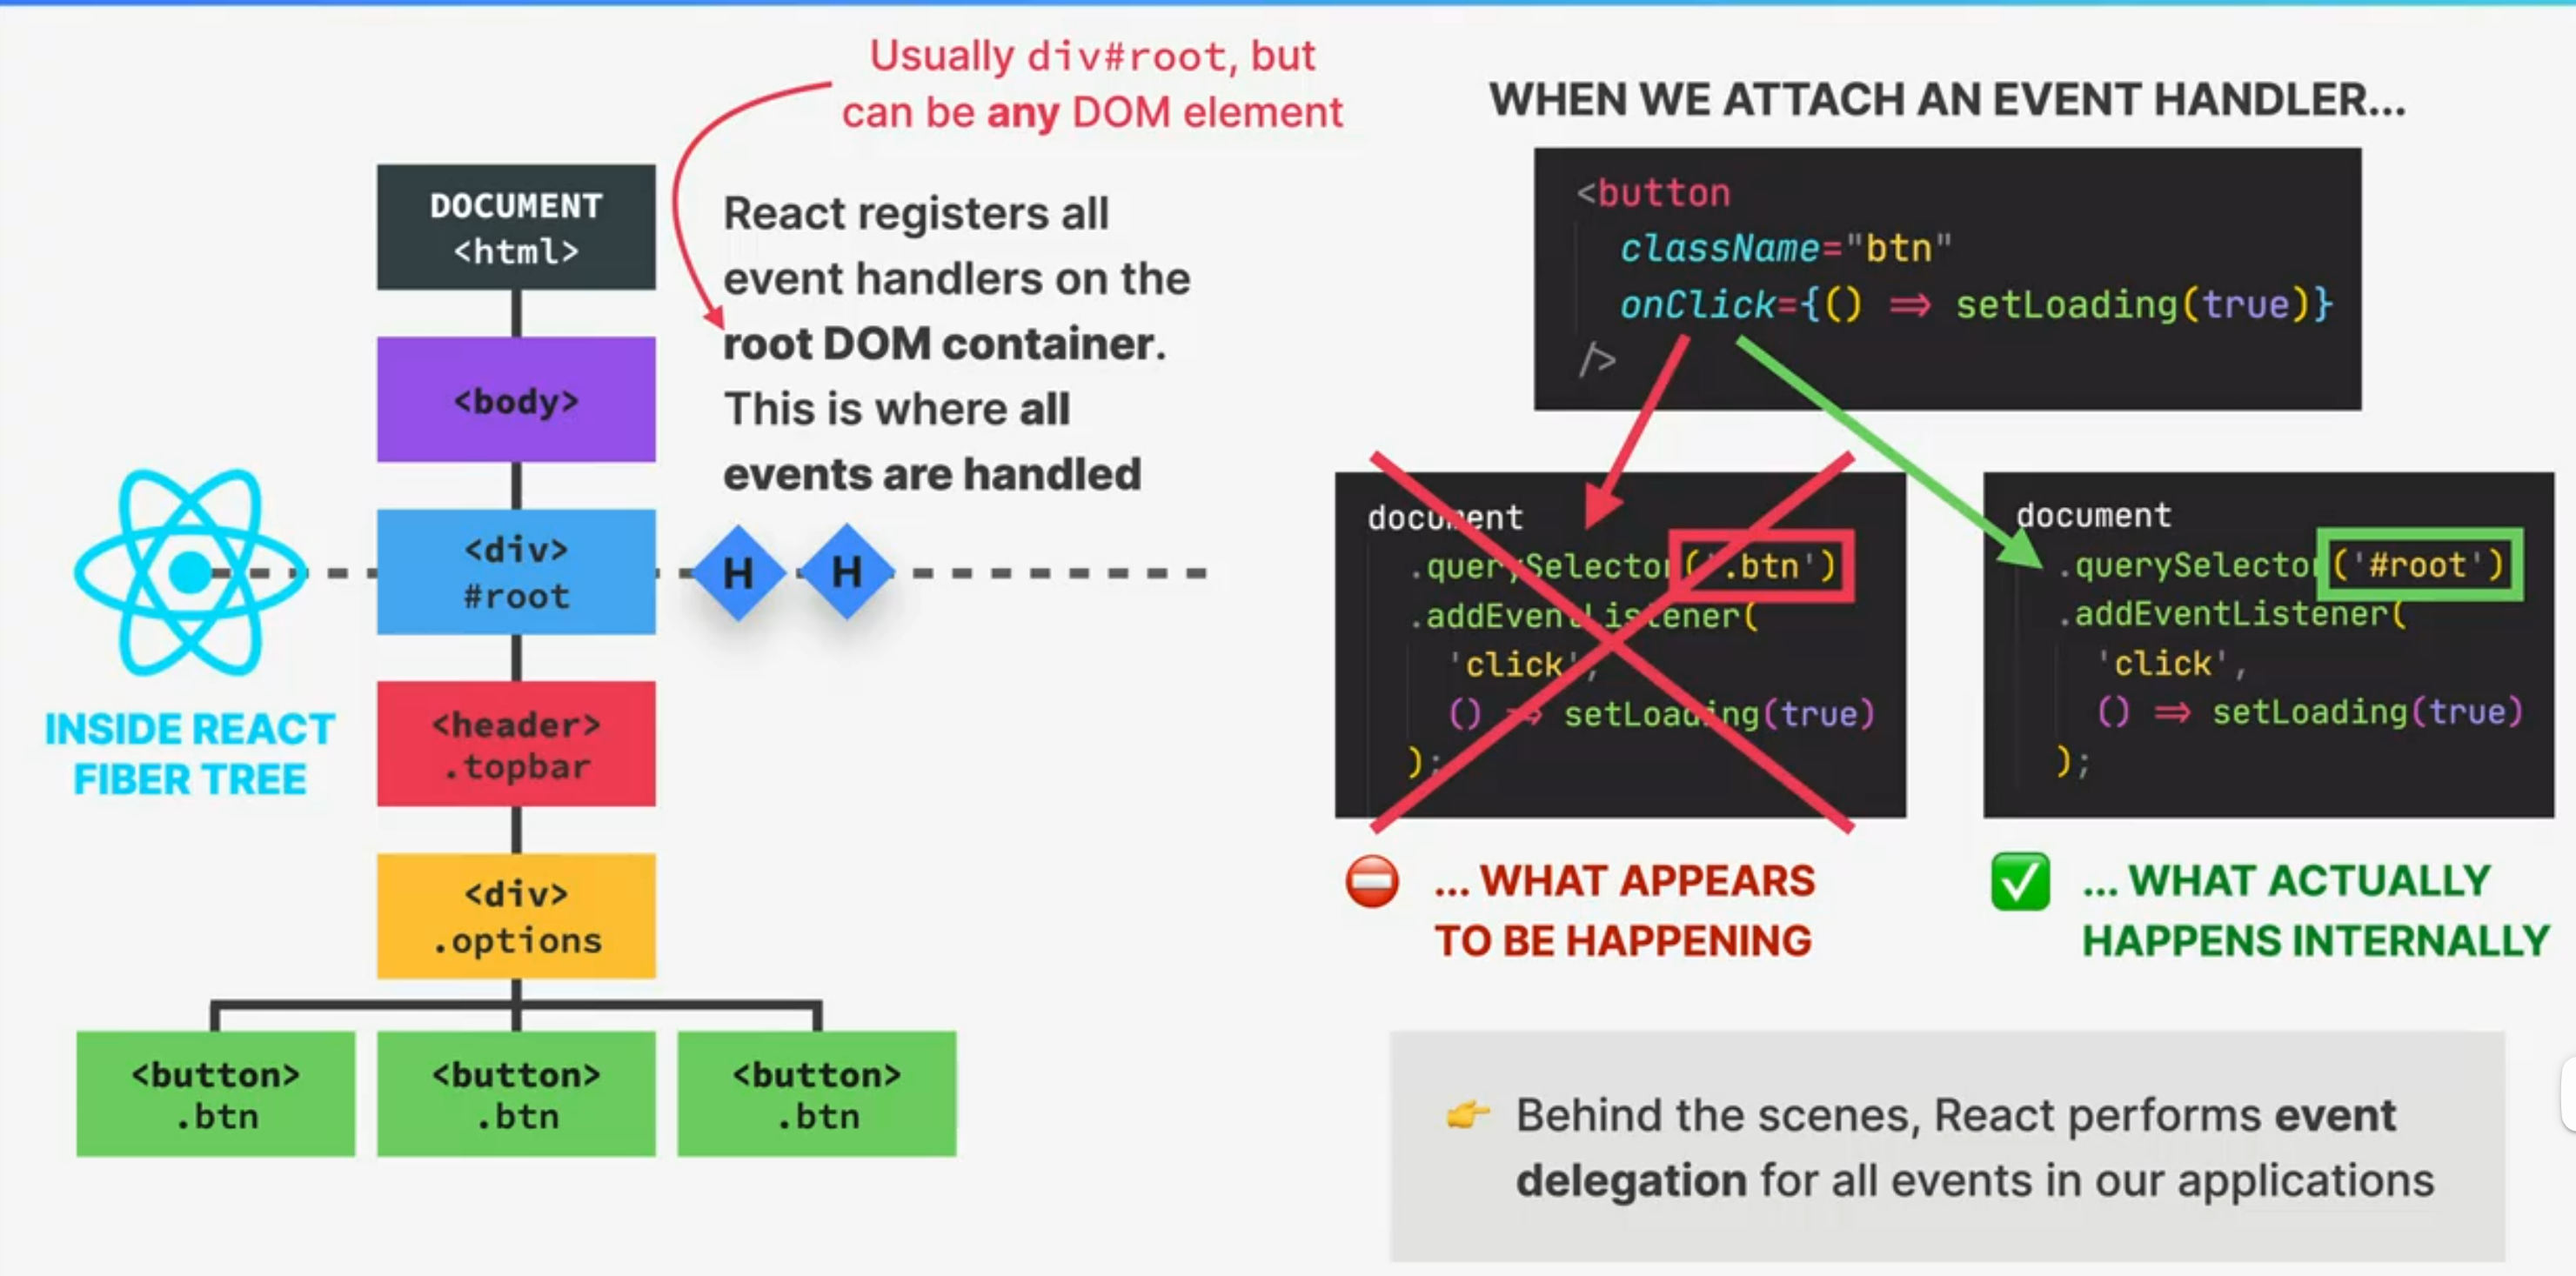 Usually div#root, but
can be any DOM element
DOCUMENT
<html>
<body>
<div>
#root
<header>
.topbar
<div>
.options
<button>
.btn
<button>
.btn
<button>
.btn
INSIDE REACT
FIBER TREE
React registers all
event handlers on the
root DOM container.
This is where all
events are handled
H H
WHEN WE ATTACH AN EVENT HANDLER...
<button
className="btn"
onClick={() => setLoading(true)}
/>
document
.querySelector('.btn')
.addEventListener(
'click',
() => setLoading(true)
);
... WHAT APPEARS
TO BE HAPPENING
document
.querySelector('#root')
.addEventListener(
'click',
() => setLoading(true)
);
... WHAT ACTUALLY
HAPPENS INTERNALLY
👉 Behind the scenes, React performs event
delegation for all events in our applications